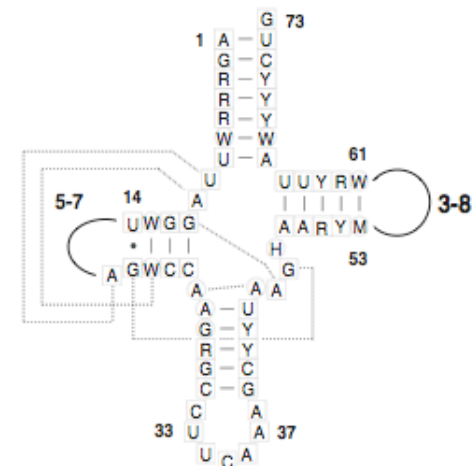 G 73
1 A U
G C
R Y
R Y
R Y
W W
U A
61
U U U Y R W
5-7 14 A 3-8
U W G G A A R Y M
H 53
A G W C C G
A A A
A U
G Y
R Y
G C
C G
C A
33 U A 37
U C A